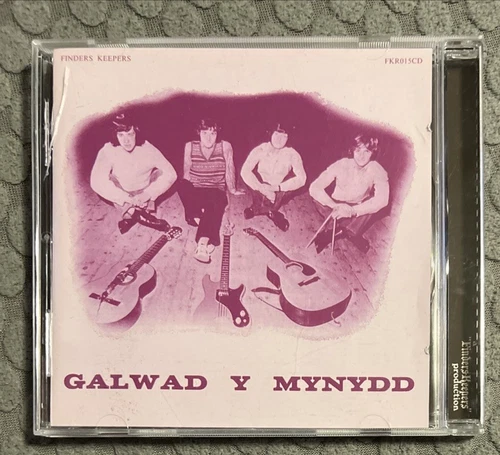 FINDERS KEEPERS
FKR015CD
GALWAD Y MYNYDD
"Finders Keepers"
production